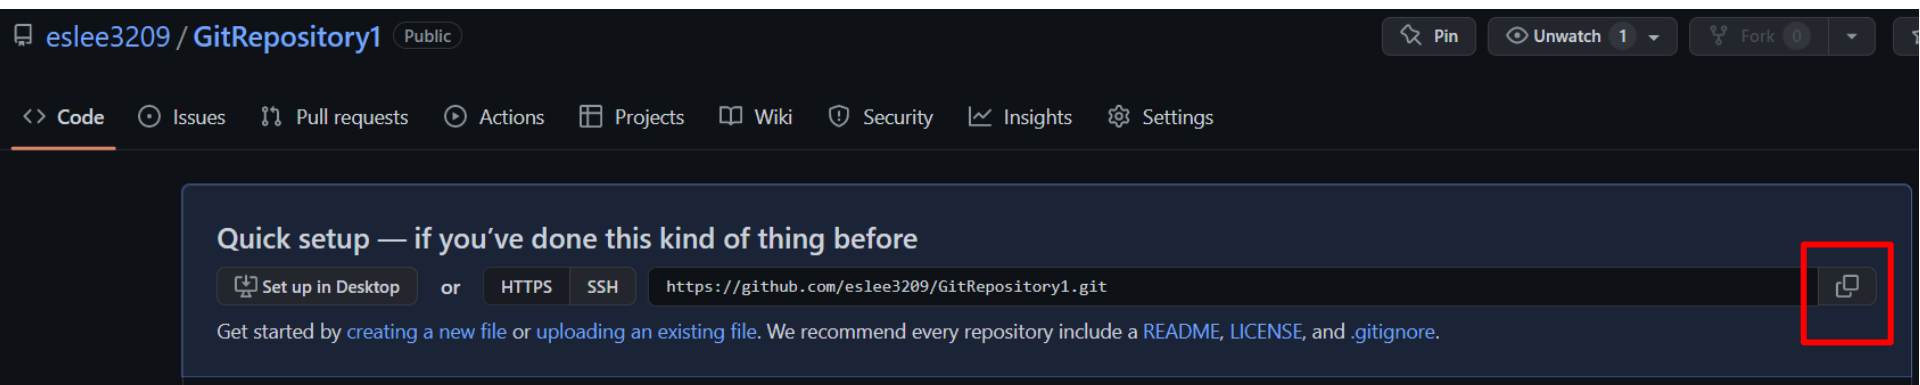 eslee3209 / GitRepository1 Public
Pin
Unwatch 1
Fork 0
Code Issues Pull requests Actions Projects Wiki Security Insights Settings
Quick setup — if you’ve done this kind of thing before
Set up in Desktop or HTTPS SSH https://github.com/eslee3209/GitRepository1.git
Get started by creating a new file or uploading an existing file. We recommend every repository include a README, LICENSE, and .gitignore.